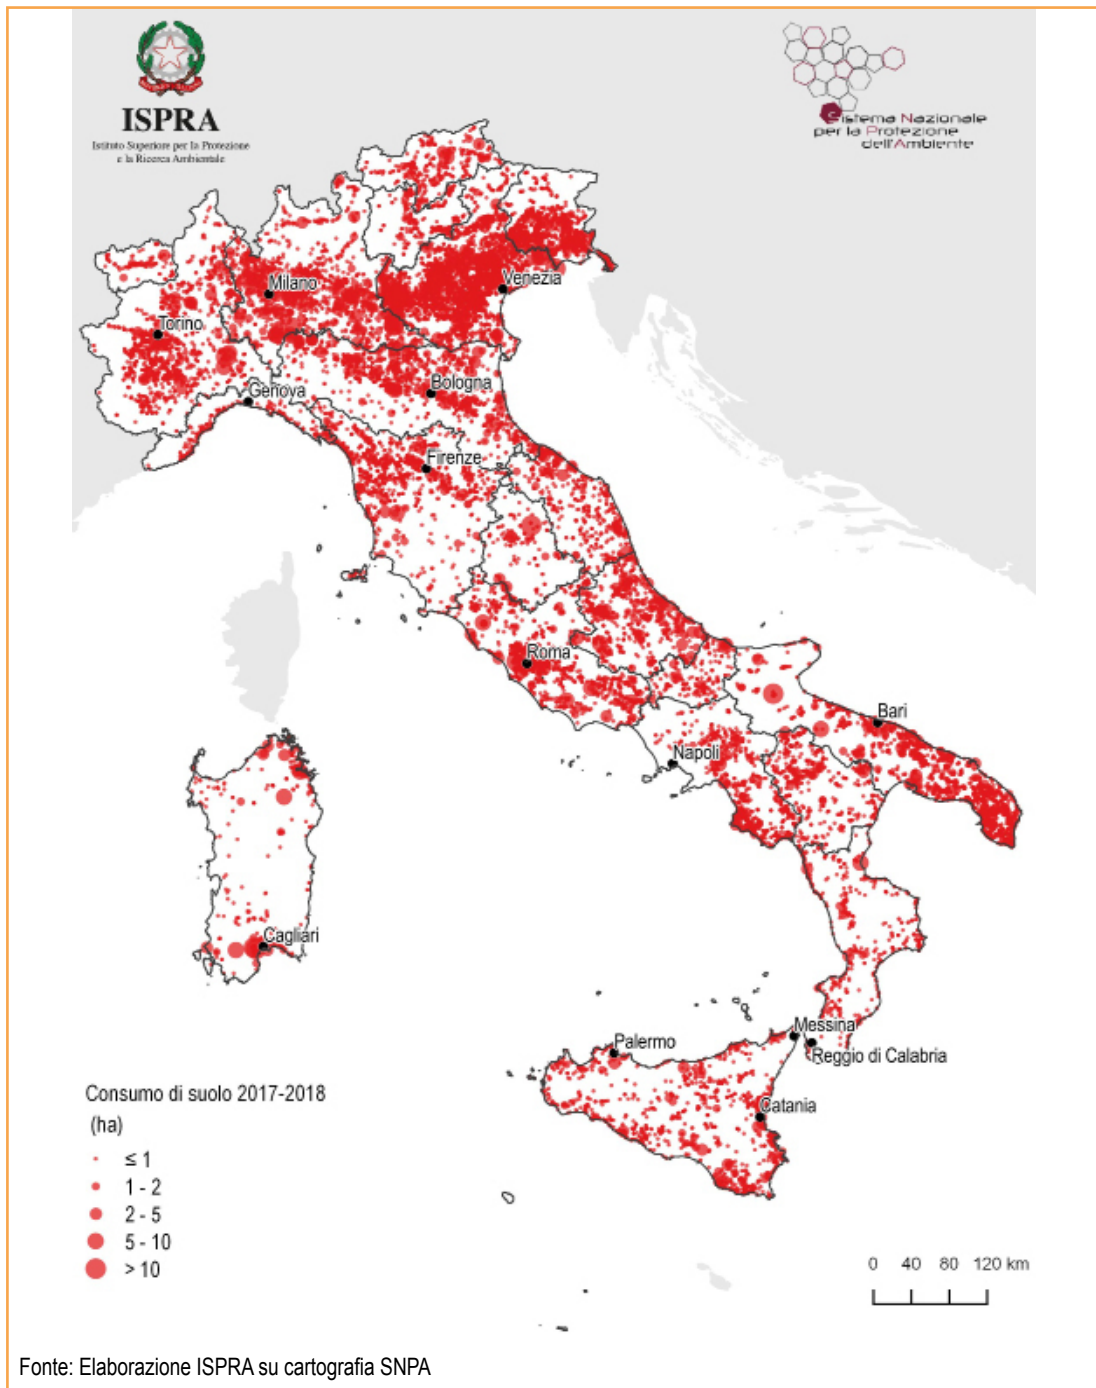 ISPRA
Istituto Superiore per la Protezione
e la Ricerca Ambientale
Sistema Nazionale
per la Protezione
dell'Ambiente
Milano
Venezia
Torino
Bologna
Genova
Firenze
Roma
Bari
Napoli
Cagliari
Messina
Palermo
Reggio di Calabria
Catania
Consumo di suolo 2017-2018
(ha)
≤ 1
1 - 2
2 - 5
5 - 10
> 10
0 40 80 120 km
Fonte: Elaborazione ISPRA su cartografia SNPA